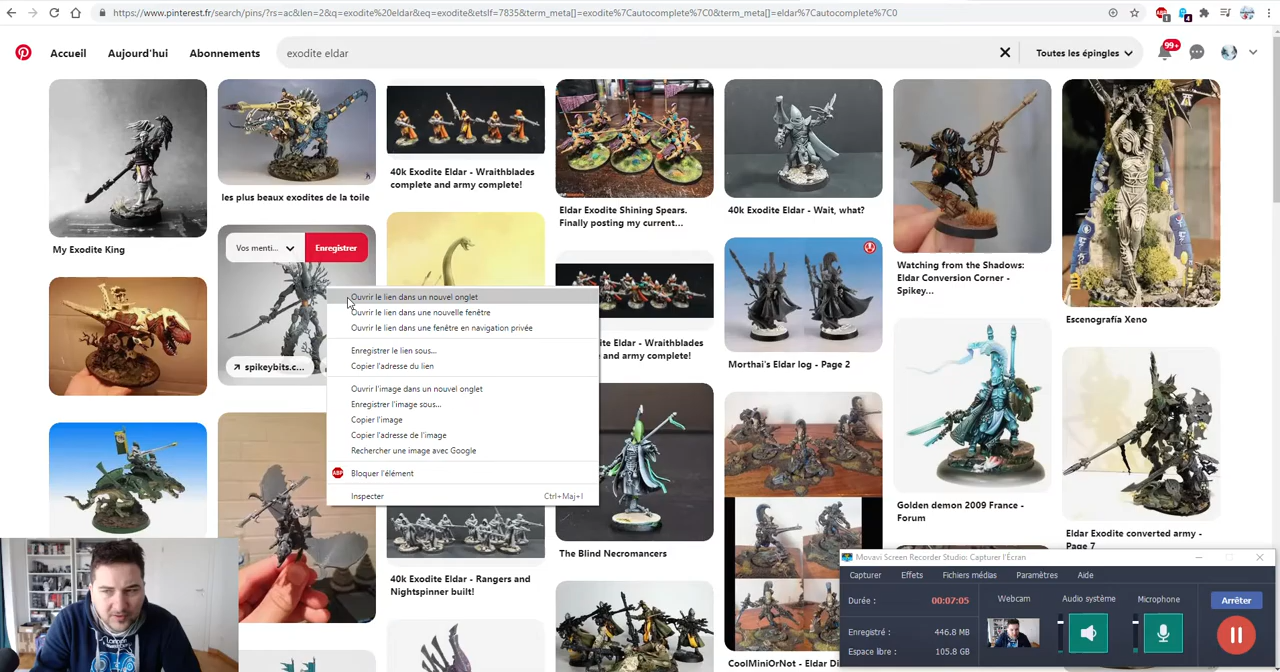 https://www.pinterest.fr/search/pins/?rs=ac&len=2&q=exodite%20eldar&eq=exodite&etslf=7835&term_meta[]=exodite%7Cautocomplete%7C0&term_meta[]=eldar%7Cautocomplete%7C0
Accueil
Aujourd'hui
Abonnements
exodite eldar
Toutes les épingles
99+
My Exodite King
les plus beaux exodites de la toile
40k Exodite Eldar - Wraithblades
complete and army complete!
Eldar Exodite Shining Spears.
Finally posting my current...
40k Exodite Eldar - Wait, what?
Watching from the Shadows:
Eldar Conversion Corner -
Spikey...
Escenografía Xeno
Vos menti...
Enregistrer
spikeybits.c...
Ouvrir le lien dans un nouvel onglet
Ouvrir le lien dans une nouvelle fenêtre
Ouvrir le lien dans une fenêtre en navigation privée
Enregistrer le lien sous...
Copier l'adresse du lien
Ouvrir l'image dans un nouvel onglet
Enregistrer l'image sous...
Copier l'image
Copier l'adresse de l'image
Rechercher une image avec Google
ABP
Bloquer l'élément
Inspecter
Ctrl+Maj+I
te Eldar - Wraithblades
and army complete!
Morthai's Eldar log - Page 2
Golden demon 2009 France -
Forum
Eldar Exodite converted army -
Page 7
The Blind Necromancers
40k Exodite Eldar - Rangers and
Nightspinner built!
CoolMiniOrNot - Eldar Di
Movavi Screen Recorder Studio: Capturer l'Écran
Capturer
Effets
Fichiers médias
Paramètres
Aide
Durée :
00:07:05
Webcam
Audio système
Microphone
Arrêter
Enregistré :
446.8 MB
Espace libre :
105.8 GB